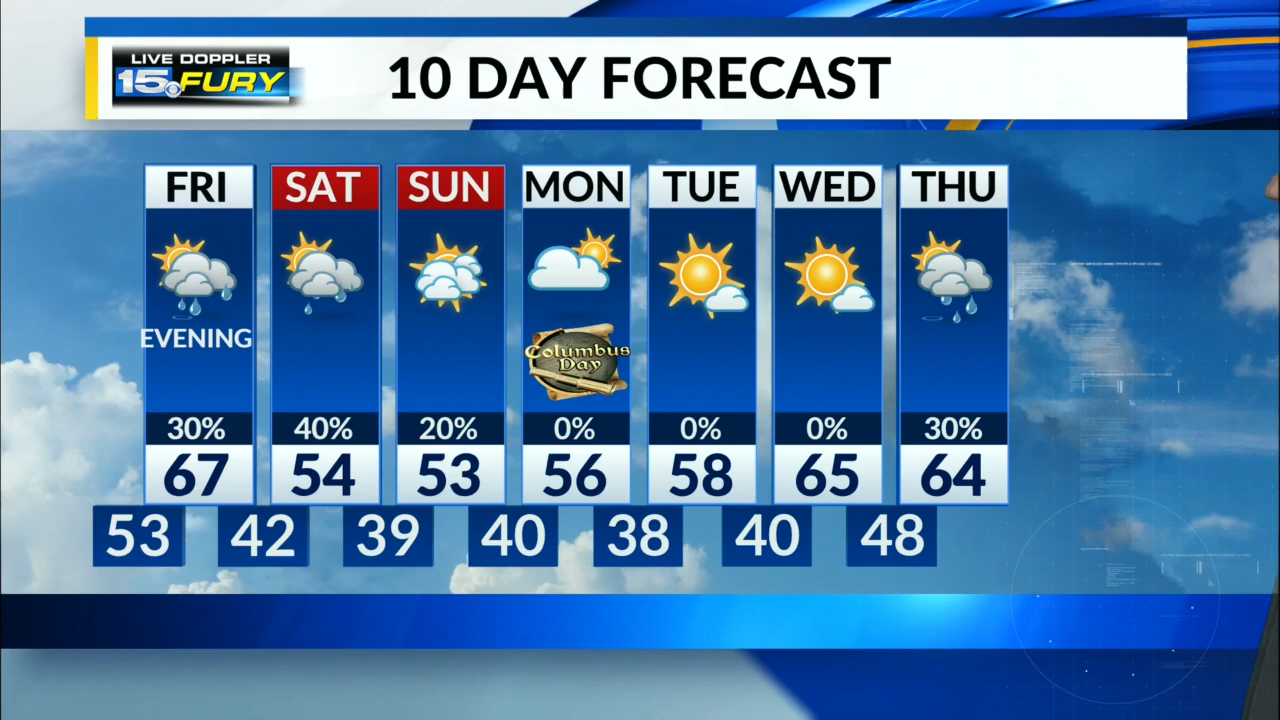 LIVE DOPPLER
15 FURY
10 DAY FORECAST
FRI SAT SUN MON TUE WED THU
EVENING
Columbus
Day
30% 40% 20% 0% 0% 0% 30%
67 54 53 56 58 65 64
53 42 39 40 38 40 48